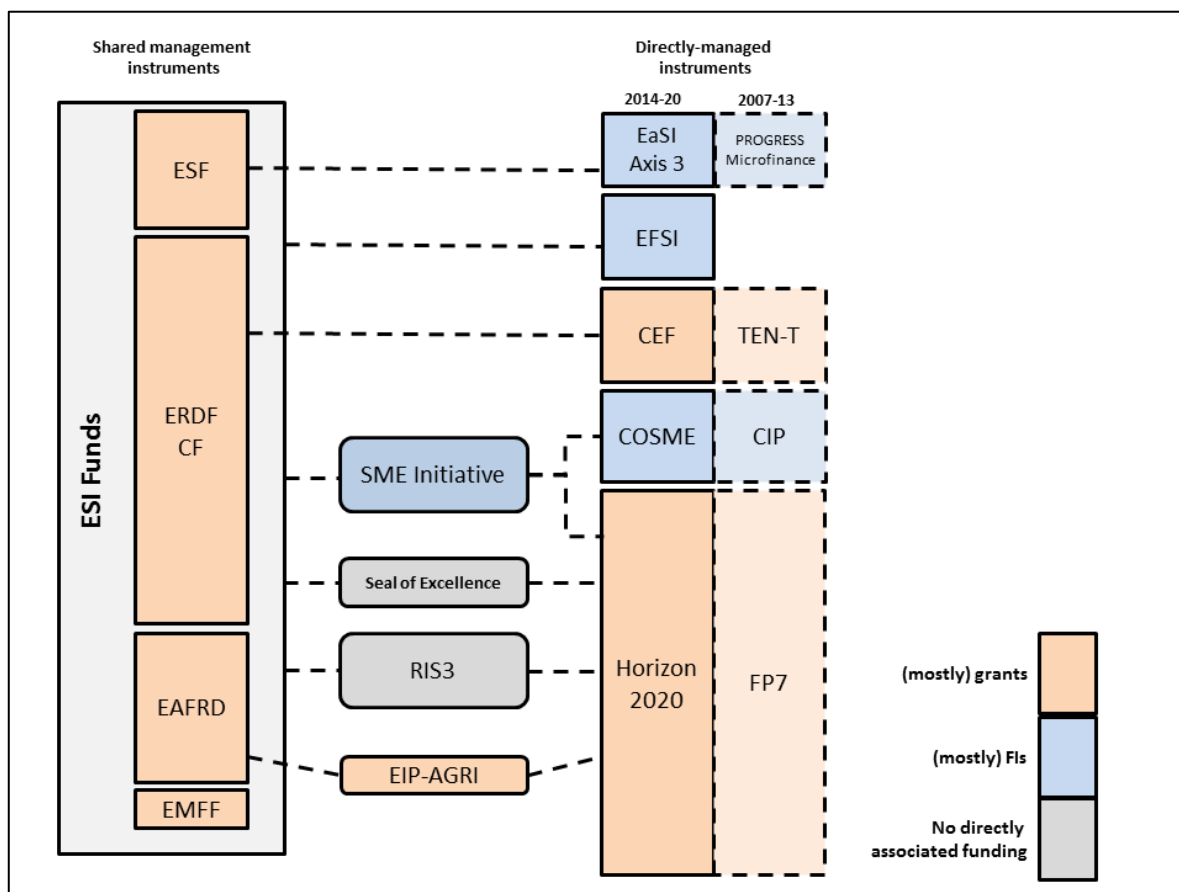 Shared management
instruments
Directly-managed
instruments
2014-20
2007-13
ESI Funds
ESF
EaSI
Axis 3
PROGRESS
Microfinance
EFSI
CEF
TEN-T
ERDF
CF
SME Initiative
COSME
CIP
Seal of Excellence
RIS3
Horizon
2020
FP7
EAFRD
EIP-AGRI
EMFF
(mostly) grants
(mostly) FIs
No directly
associated funding